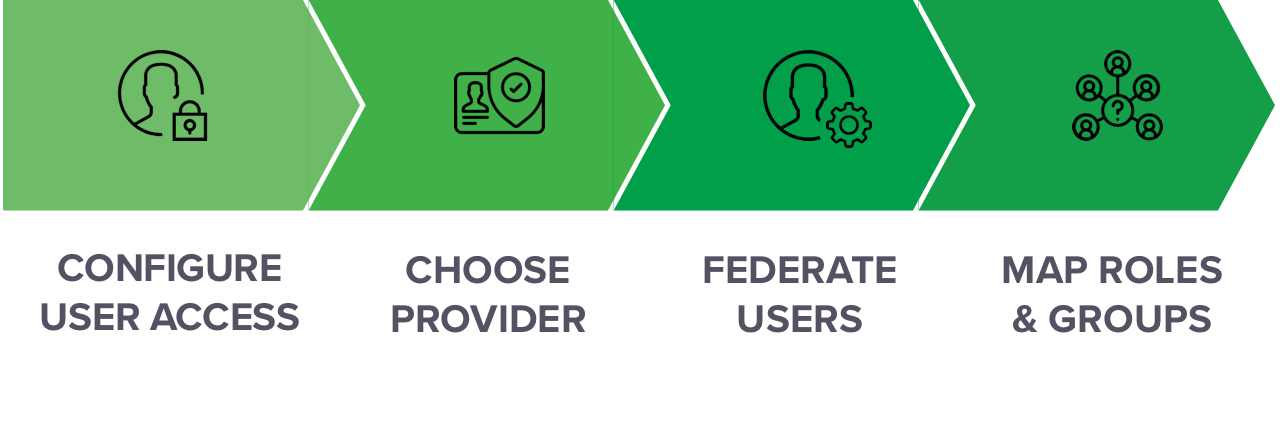 CONFIGURE
USER ACCESS
CHOOSE
PROVIDER
FEDERATE
USERS
?
MAP ROLES
& GROUPS